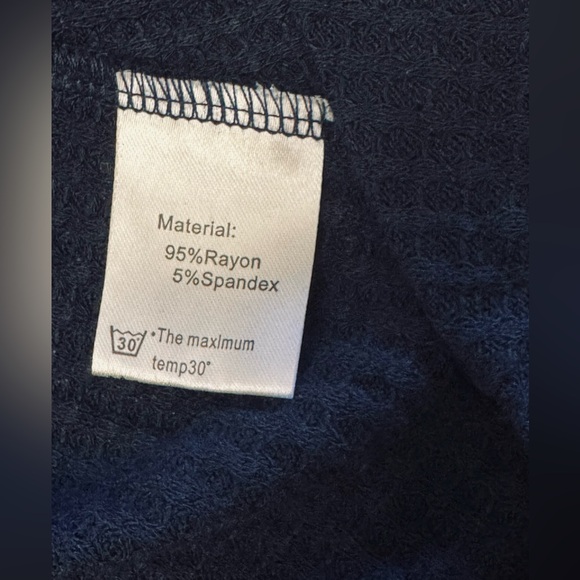 Material:
95%Rayon
5%Spandex
30° •The maxlmum
temp30°